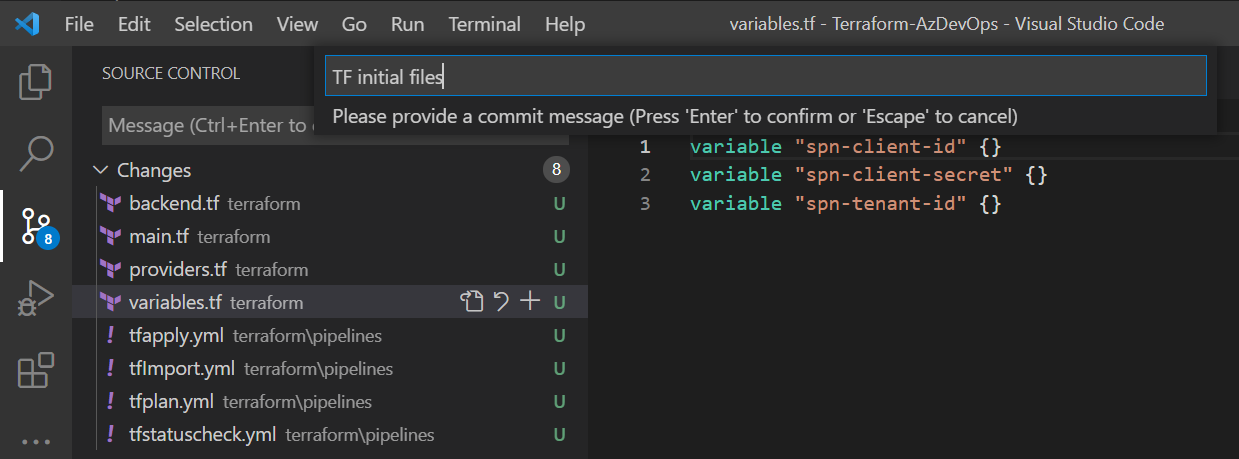 File Edit Selection View Go Run Terminal Help variables.tf - Terraform-AzDevOps - Visual Studio Code
SOURCE CONTROL
TF initial files
Please provide a commit message (Press 'Enter' to confirm or 'Escape' to cancel)
Message (Ctrl+Enter to
Changes 8
backend.tf terraform U
main.tf terraform U
providers.tf terraform U
variables.tf terraform U
tfapply.yml terraform\pipelines U
tfImport.yml terraform\pipelines U
tfplan.yml terraform\pipelines U
tfstatuscheck.yml terraform\pipelines U
8
1 variable "spn-client-id" {}
2 variable "spn-client-secret" {}
3 variable "spn-tenant-id" {}